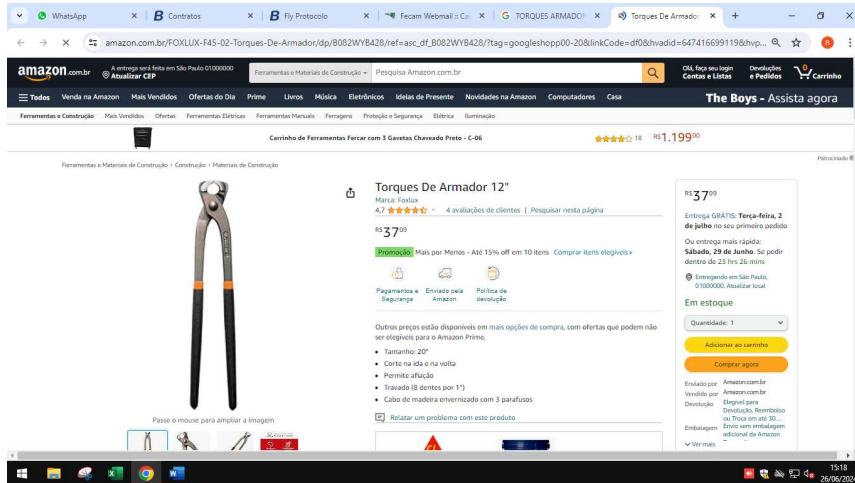 WhatsApp
Contratos
Fly Protocolo
Fecam Webmail ::
TORQUES ARMADOR
Torques De Armador
amazon.com.br/FOXLUX-F45-02-Torques-De-Armador/dp/B082WYB428/ref=asc_df_B082WYB428/?tag=googleshopp00-20&linkCode=df0&hvadid=647416699119&hvp...
amazon.com.br
A entrega será feita em São Paulo 01000000
Atualizar CEP
Ferramentas e Materiais de Construção
Pesquisa Amazon.com.br
Olá, faça seu login
Contas e Listas
Devoluções
e Pedidos
0
Carrinho
Todos Venda na Amazon Mais Vendidos Ofertas do Dia Prime Livros Música Eletrônicos Ideias de Presente Novidades na Amazon Computadores Casa
The Boys - Assista agora
Ferramentas e Construção Mais Vendidos Ofertas Ferramentas Elétricas Ferramentas Manuais Ferragens Proteção e Segurança Elétrica Iluminação
Carrinho de Ferramentas Fercar com 3 Gavetas Chaveado Preto - C-06
18 R$1.19900
Patrocinado
Ferramentas e Materiais de Construção › Construção › Materiais de Construção
Torques De Armador 12"
Marca: Foxlux
4,7 4 avaliações de clientes | Pesquisar nesta página
R$3709
Promoção Mais por Menos - Até 15% off em 10 itens Comprar itens elegíveis ›
Pagamentos e Segurança
Enviado pela Amazon
Política de devolução
Outros preços estão disponíveis em mais opções de compra, com ofertas que podem não
ser elegíveis para o Amazon Prime.
• Tamanho: 20"
• Corte na ida e na volta
• Permite afiação
• Travado (8 dentes por 1")
• Cabo de madeira envernizado com 3 parafusos
Relatar um problema com este produto
Passe o mouse para ampliar a imagem
R$3709
Entrega GRÁTIS: Terça-feira, 2
de julho no seu primeiro pedido
Ou entrega mais rápida:
Sábado, 29 de Junho. Se pedir
dentro de 23 hrs 26 mins
Entregando em São Paulo,
01000000. Atualizar local
Em estoque
Quantidade: 1
Adicionar ao carrinho
Comprar agora
Enviado por Amazon.com.br
Vendido por Amazon.com.br
Devolução Elegível para
Devolução, Reembolso
ou Troca em até 30...
Embalagem Envio sem embalagem
adicional da Amazon
Ver mais
15:18
26/06/202